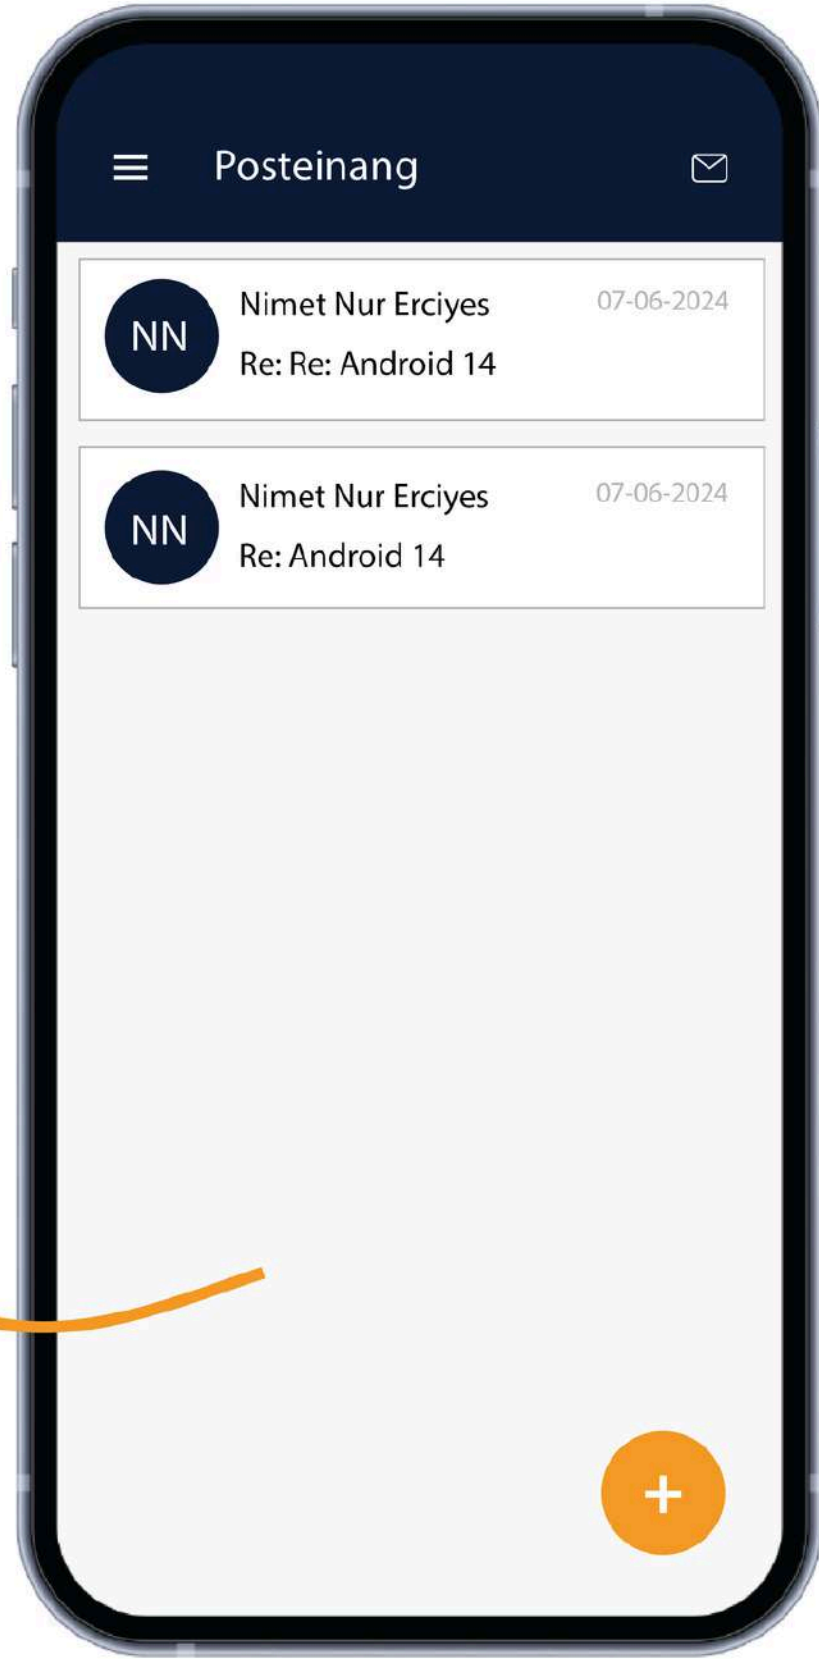 Posteinang
NN
Nimet Nur Erciyes
07-06-2024
Re: Re: Android 14
NN
Nimet Nur Erciyes
07-06-2024
Re: Android 14
+